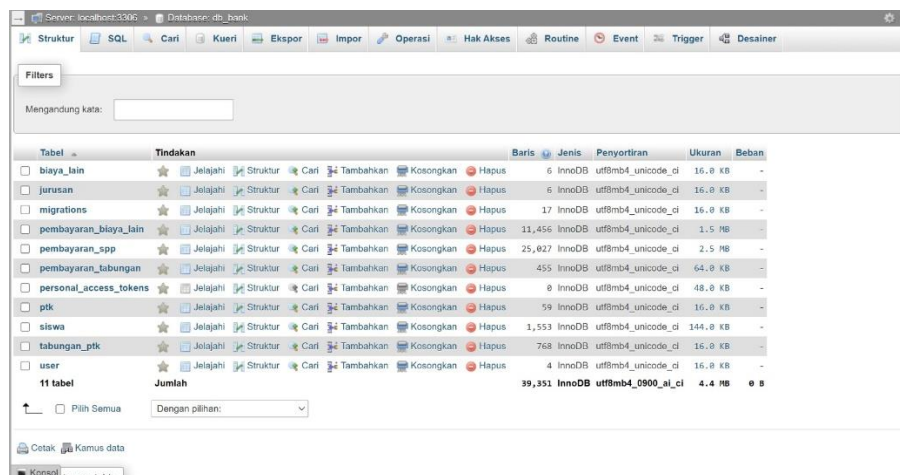 Server: localhost:3306 » Database: db_bank
Struktur SQL Cari Kueri Ekspor Impor Operasi Hak Akses Routine Event Trigger Desainer
Filters
Mengandung kata:
Tabel Tindakan Baris Jenis Penyortiran Ukuran Beban
biaya_lain Jelajahi Struktur Cari Tambahkan Kosongkan Hapus 6 InnoDB utf8mb4_unicode_ci 16.0 KB -
jurusan Jelajahi Struktur Cari Tambahkan Kosongkan Hapus 6 InnoDB utf8mb4_unicode_ci 16.0 KB -
migrations Jelajahi Struktur Cari Tambahkan Kosongkan Hapus 17 InnoDB utf8mb4_unicode_ci 16.0 KB -
pembayaran_biaya_lain Jelajahi Struktur Cari Tambahkan Kosongkan Hapus 11,456 InnoDB utf8mb4_unicode_ci 1.5 MB -
pembayaran_spp Jelajahi Struktur Cari Tambahkan Kosongkan Hapus 25,027 InnoDB utf8mb4_unicode_ci 2.5 MB -
pembayaran_tabungan Jelajahi Struktur Cari Tambahkan Kosongkan Hapus 455 InnoDB utf8mb4_unicode_ci 64.0 KB -
personal_access_tokens Jelajahi Struktur Cari Tambahkan Kosongkan Hapus 0 InnoDB utf8mb4_unicode_ci 48.0 KB -
ptk Jelajahi Struktur Cari Tambahkan Kosongkan Hapus 59 InnoDB utf8mb4_unicode_ci 16.0 KB -
siswa Jelajahi Struktur Cari Tambahkan Kosongkan Hapus 1,553 InnoDB utf8mb4_unicode_ci 144.0 KB -
tabungan_ptk Jelajahi Struktur Cari Tambahkan Kosongkan Hapus 768 InnoDB utf8mb4_unicode_ci 16.0 KB -
user Jelajahi Struktur Cari Tambahkan Kosongkan Hapus 4 InnoDB utf8mb4_unicode_ci 16.0 KB -
11 tabel Jumlah 39,351 InnoDB utf8mb4_0900_ai_ci 4.4 MB 0 B
Pilih Semua Dengan pilihan:
Cetak Kamus data
Konsol